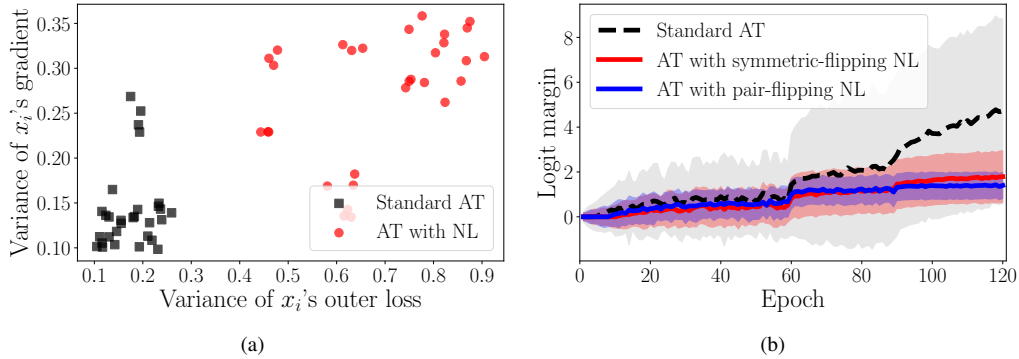 Variance of $x_i$'s gradient
0.35
0.30
0.25
0.20
0.15
0.10
Standard AT
AT with NL
0.1 0.2 0.3 0.4 0.5 0.6 0.7 0.8 0.9
Variance of $x_i$'s outer loss
(a)
Logit margin
8
6
4
2
0
Standard AT
AT with symmetric-flipping NL
AT with pair-flipping NL
0 20 40 60 80 100 120
Epoch
(b)